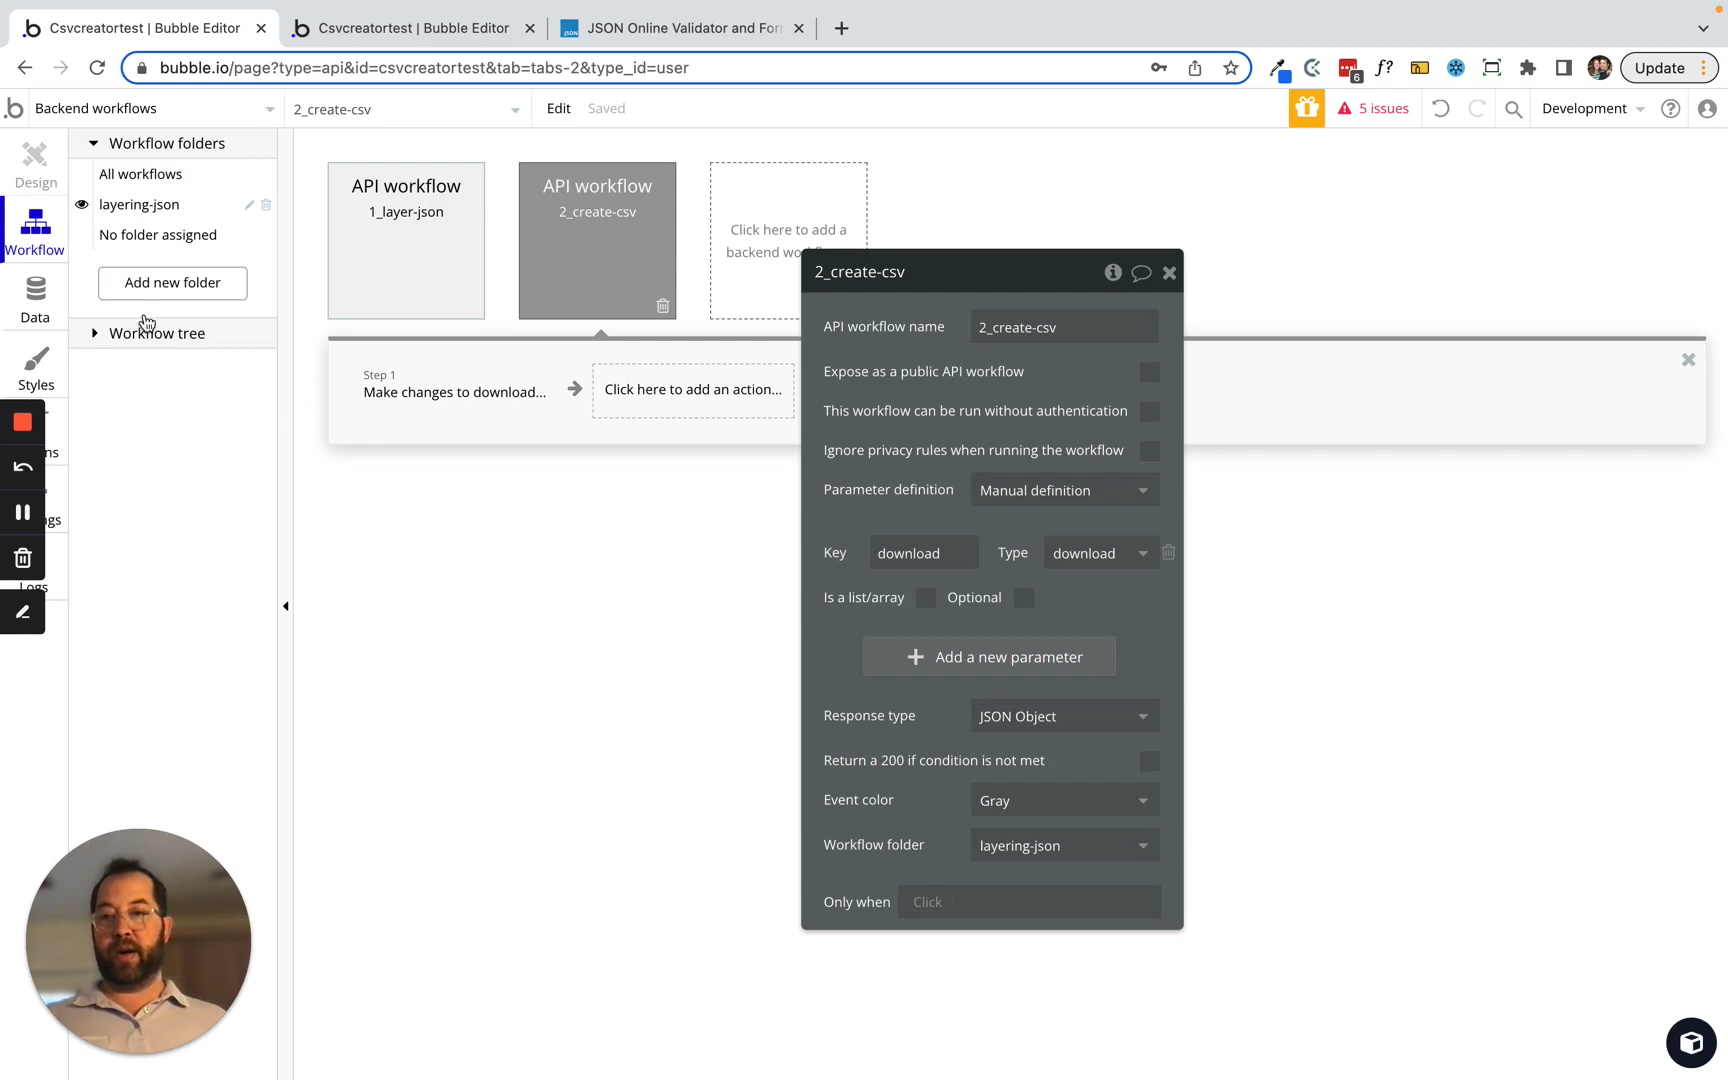 Csvcreatortest | Bubble Editor
Csvcreatortest | Bubble Editor
JSON Online Validator and For
bubble.io/page?type=api&id=csvcreatortest&tab=tabs-2&type_id=user
6
f?
Update
Backend workflows
2_create-csv
Edit
Saved
5 issues
Development
Design
Workflow
Data
Styles
ns
gs
Logs
Workflow folders
All workflows
layering-json
No folder assigned
Add new folder
Workflow tree
API workflow
1_layer-json
API workflow
2_create-csv
Click here to add a
backend wo
Step 1
Make changes to download...
Click here to add an action...
2_create-csv
API workflow name
2_create-csv
Expose as a public API workflow
This workflow can be run without authentication
Ignore privacy rules when running the workflow
Parameter definition
Manual definition
Key
download
Type
download
Is a list/array
Optional
Add a new parameter
Response type
JSON Object
Return a 200 if condition is not met
Event color
Gray
Workflow folder
layering-json
Only when
Click